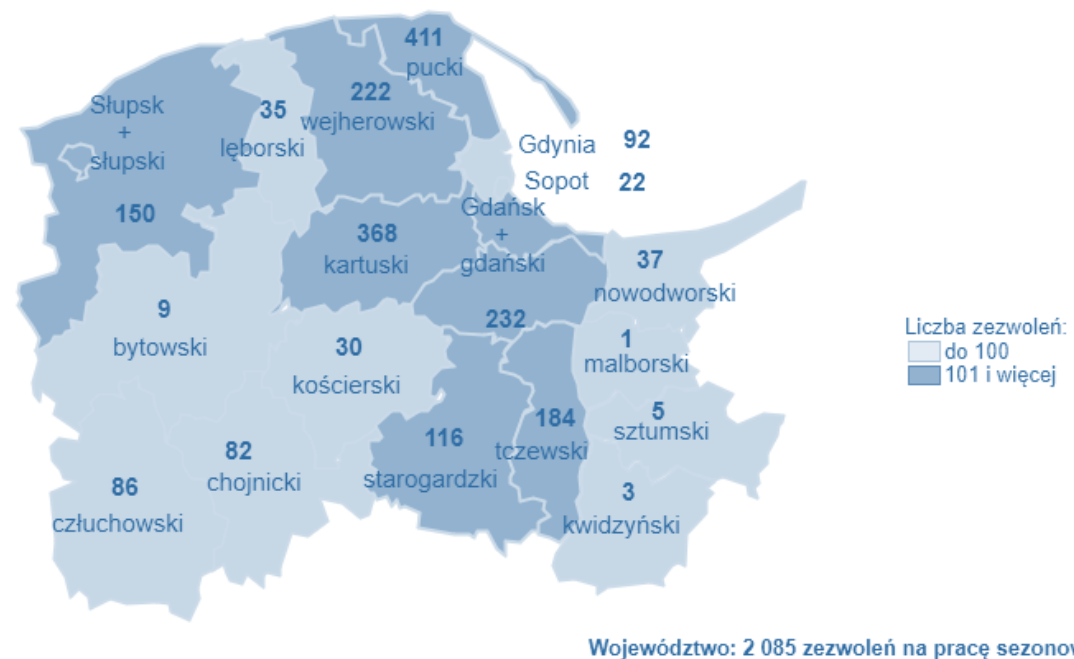 411
pucki
222
wejherowski
35
lęborski
Słupsk
+
słupski
150
Gdynia 92
Sopot 22
Gdańsk
+
gdański
232
368
kartuski
37
nowodworski
9
bytowski
30
kościerski
1
malborski
5
sztumski
184
tczewski
116
starogardzki
82
chojnicki
86
człuchowski
3
kwidzyński
Liczba zezwoleń:
do 100
101 i więcej
Województwo: 2 085 zezwoleń na pracę sezonow